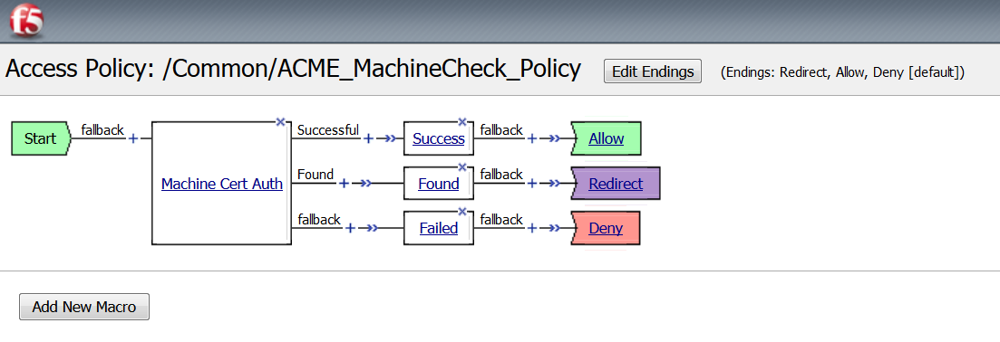 f5
Access Policy: /Common/ACME_MachineCheck_Policy Edit Endings (Endings: Redirect, Allow, Deny [default])
Start fallback + Machine Cert Auth Successful + Success fallback + Allow
Found + Found fallback + Redirect
fallback + Failed fallback + Deny
Add New Macro